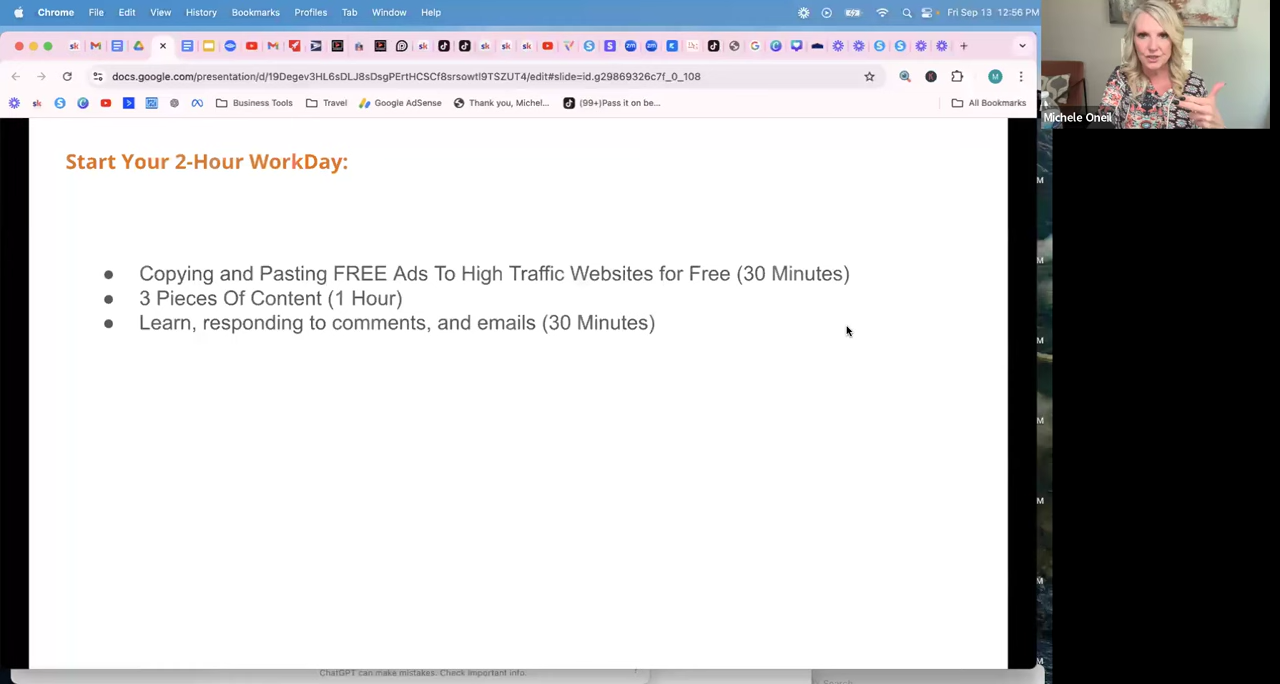 Chrome File Edit View History Bookmarks Profiles Tab Window Help Fri Sep 13 12:56 PM
docs.google.com/presentation/d/19Degev3HL6sDLJ8sDsgPErtHCSCf8srsowtl9TSZUT4/edit#slide=id.g29869326c7f_0_108
Business Tools Travel Google AdSense Thank you, Michel... (99+)Pass it on be... All Bookmarks
Michele Oneil
Start Your 2-Hour WorkDay:
● Copying and Pasting FREE Ads To High Traffic Websites for Free (30 Minutes)
● 3 Pieces Of Content (1 Hour)
● Learn, responding to comments, and emails (30 Minutes)
M
M
M
M
M
M
ChatGPT can make mistakes. Check important info.
Search